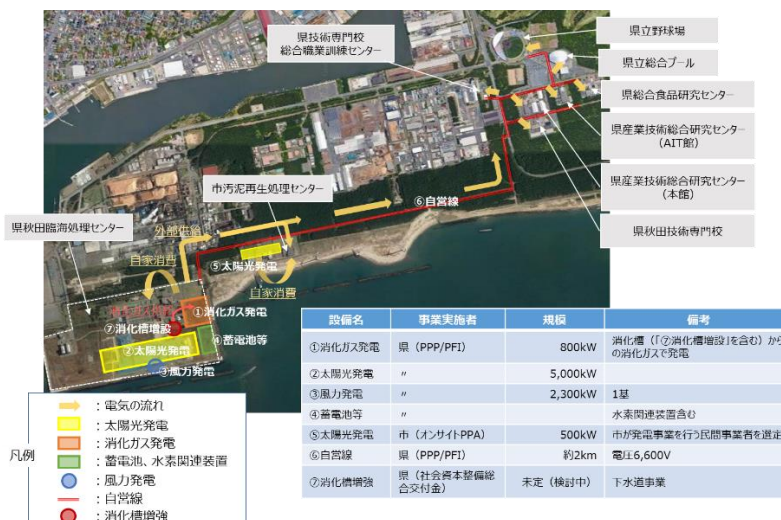 県技術専門校
総合職業訓練センター
県立野球場
県立総合プール
県総合食品研究センター
県産業技術総合研究センター
(AIT館)
県産業技術総合研究センター
(本館)
県秋田技術専門校
市汚泥再生処理センター
⑥自営線
県秋田臨海処理センター
外部供給
自家消費
⑤太陽光発電
自家消費
①消化ガス発電
⑦消化槽増設
④蓄電池等
②太陽光発電
③風力発電
凡例
：電気の流れ
：太陽光発電
：消化ガス発電
：蓄電池、水素関連装置
：風力発電
：自営線
：消化槽増強
設備名 事業実施者 規模 備考
①消化ガス発電 県（PPP/PFI） 800kW 消化槽（「⑦消化槽増設」を含む）から
の消化ガスで発電
②太陽光発電 〃 5,000kW
③風力発電 〃 2,300kW 1基
④蓄電池等 〃 水素関連装置含む
⑤太陽光発電 市（オンサイトPPA） 500kW 市が発電事業を行う民間事業者を選定
⑥自営線 県（PPP/PFI） 約2km 電圧6,600V
⑦消化槽増強 県（社会資本整備総
合交付金） 未定（検討中） 下水道事業